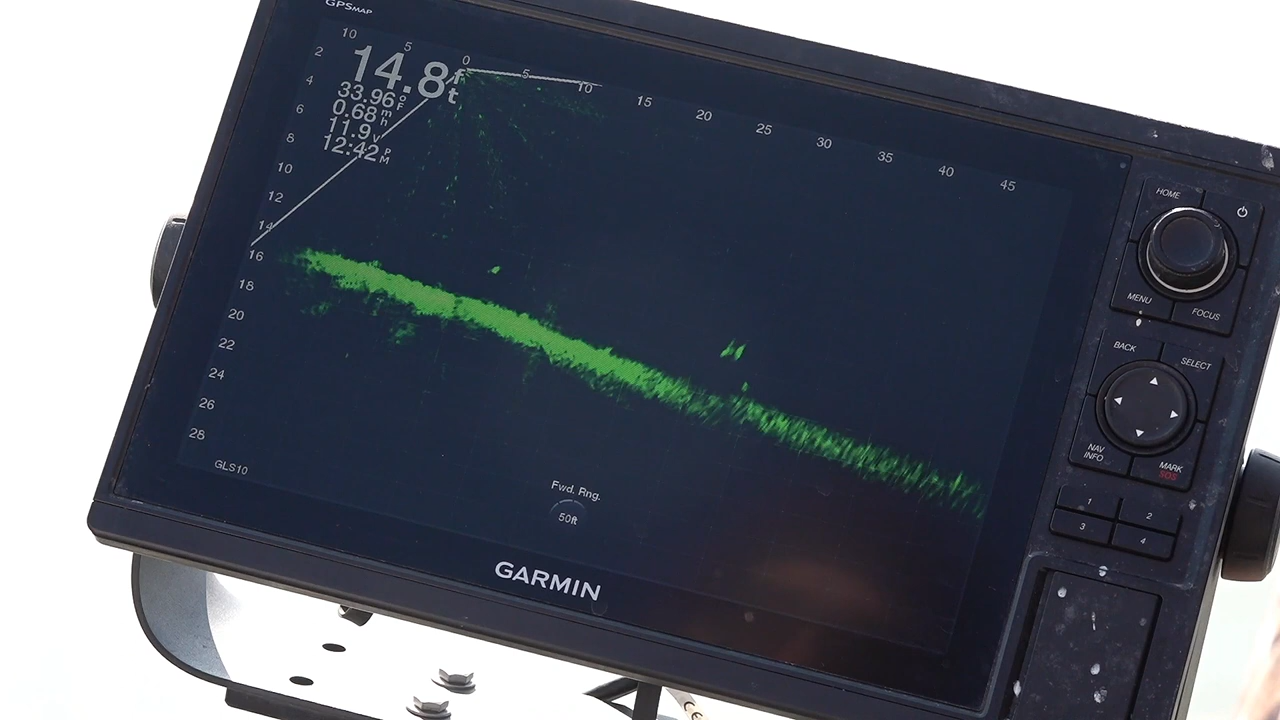 GPSMAP
10 5 0 5 10 15 20 25 30 35 40 45
2
4
6
8
10
12
14
16
18
20
22
24
26
28
14.8ft
33.96°F
0.68mh
11.9V
12:42PM
GLS10
Fwd. Rng.
50ft
GARMIN
HOME
MENU
FOCUS
BACK
SELECT
NAV
INFO
MARK
SOS
1
2
3
4